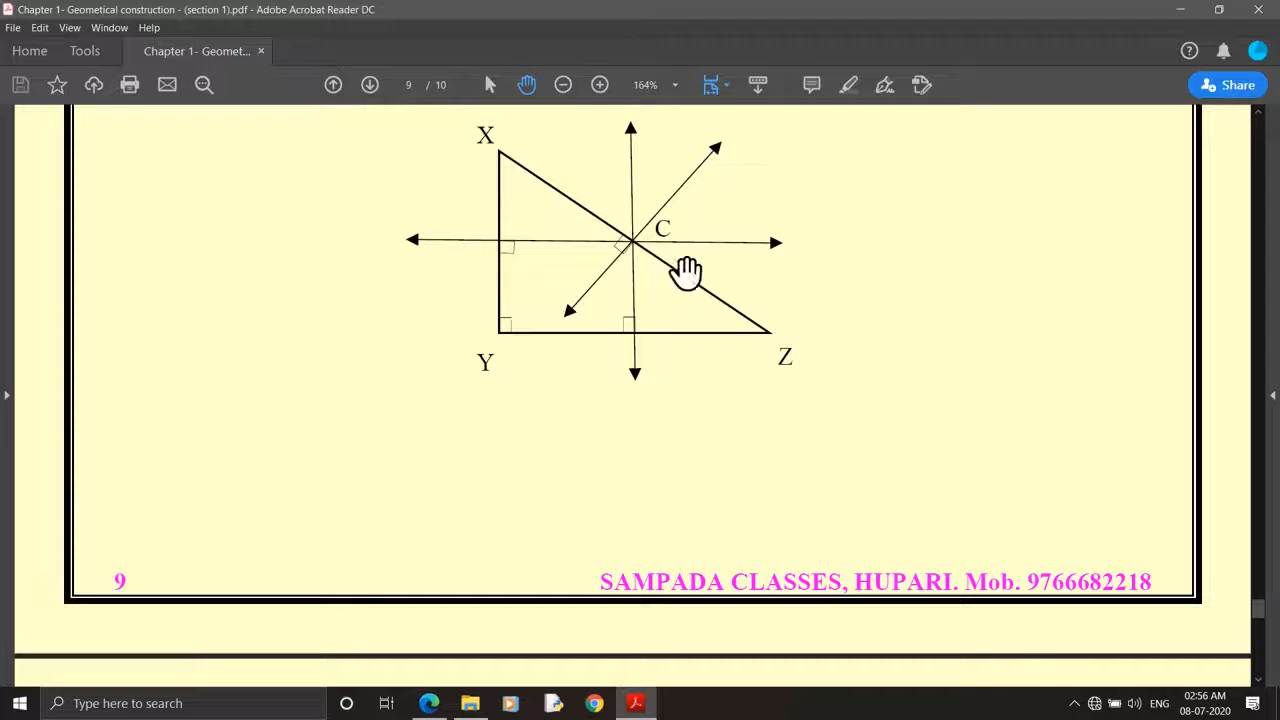 Chapter 1- Geometical construction - (section 1).pdf - Adobe Acrobat Reader DC
File Edit View Window Help
Home Tools Chapter 1- Geomet... ×
9 / 10 164% Share
X
C
Y
Z
9 SAMPADA CLASSES, HUPARI. Mob. 9766682218
Type here to search
ENG
02:56 AM
08-07-2020